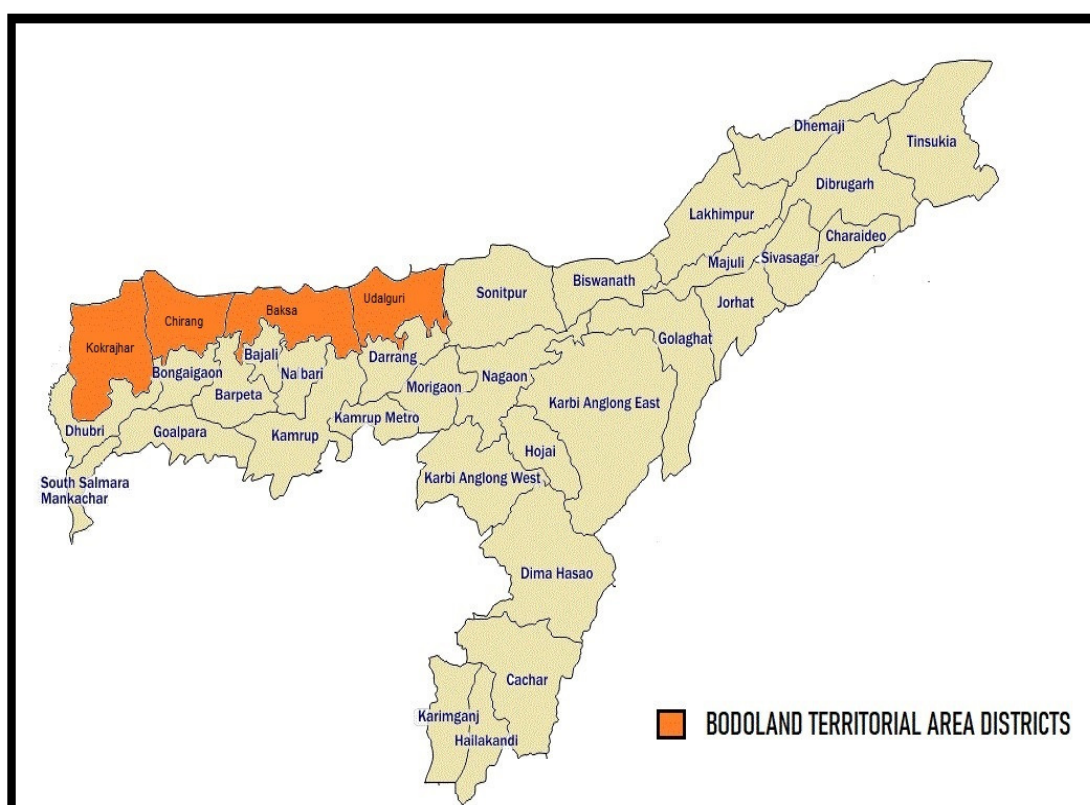 Dhemaji
Tinsukia
Dibrugarh
Lakhimpur
Charaideo
Majuli
Sivasagar
Biswanath
Sonitpur
Jorhat
Udalguri
Baksa
Chirang
Kokrajhar
Golaghat
Darrang
Bajali
Bongaigaon
Nalbari
Nagaon
Morigaon
Barpeta
Karbi Anglong East
Kamrup Metro
Dhubri
Goalpara
Kamrup
Hojai
Karbi Anglong West
South Salmara
Mankachar
Dima Hasao
Cachar
Karimganj
Hailakandi
BODOLAND TERRITORIAL AREA DISTRICTS